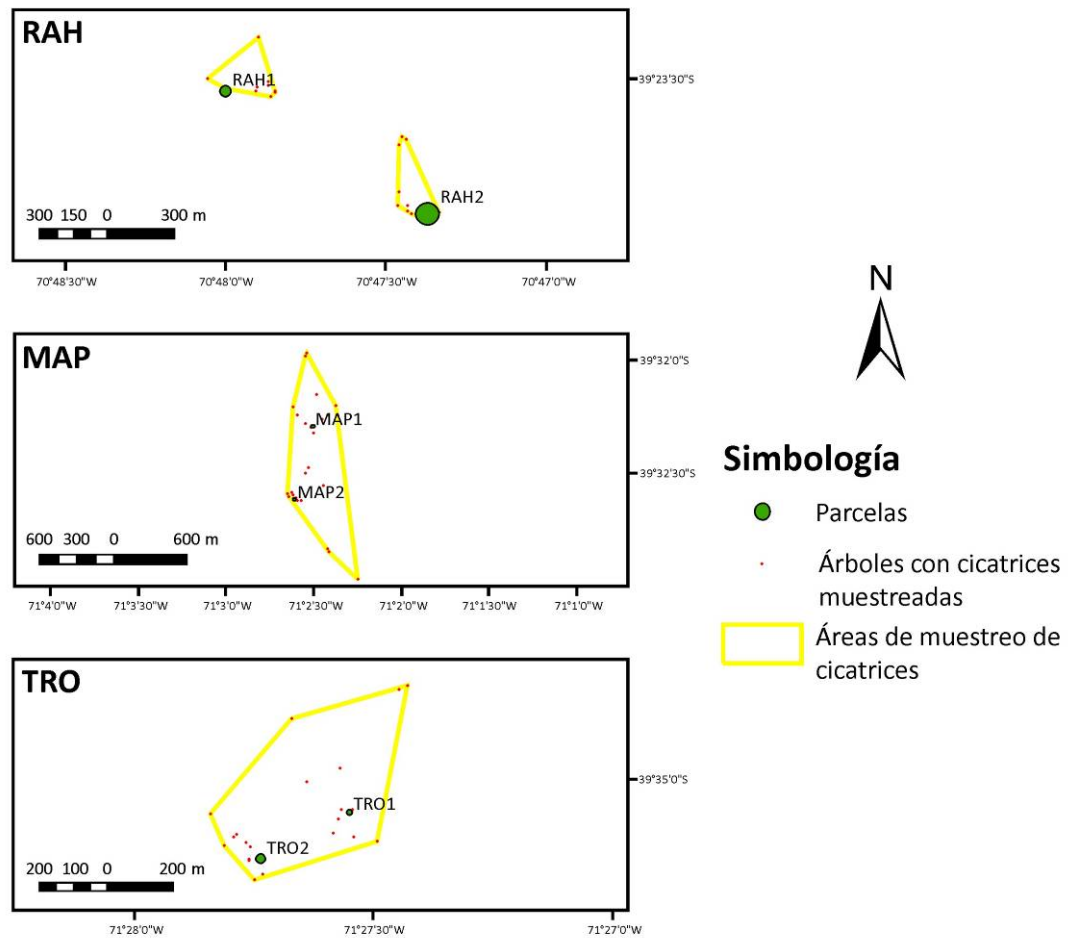 RAH
RAH1
39°23'30"S
RAH2
300 150 0 300 m
70°48'30"W 70°48'0"W 70°47'30"W 70°47'0"W
N
MAP
39°32'0"S
MAP1
39°32'30"S
MAP2
600 300 0 600 m
71°4'0"W 71°3'30"W 71°3'0"W 71°2'30"W 71°2'0"W 71°1'30"W 71°1'0"W
Simbología
Parcelas
Árboles con cicatrices
muestreadas
Áreas de muestreo de
cicatrices
TRO
39°35'0"S
TRO1
TRO2
200 100 0 200 m
71°28'0"W 71°27'30"W 71°27'0"W